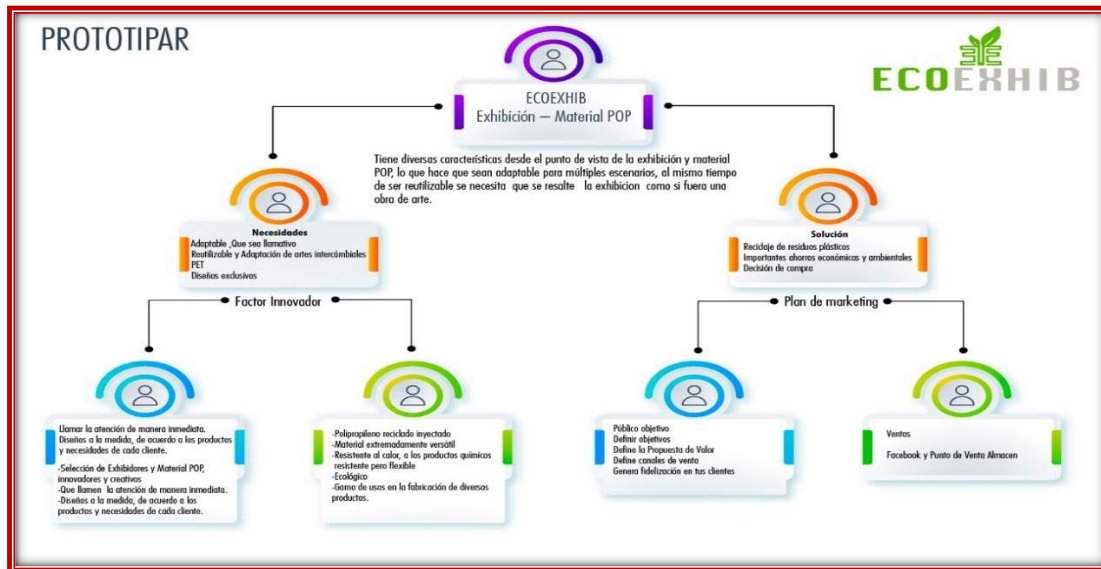 PROTOTIPAR
ECOEXHIB
ECOEXHIB
Exhibición – Material POP
Tiene diversas características desde el punto de vista de la exhibición y material
POP, lo que hace que sean adaptable para múltiples escenarios, al mismo tiempo
de ser reutilizable se necesita que se resalte la exhibicion como si fuera una
obra de arte.
Necesidades
Adaptable ,Que sea llamativo
Reutilizable y Adaptación de artes intercámbiales
PET
Diseños exclusivos
Solución
Reciclaje de residuos plásticos
Importantes ahorros económicos y ambientales
Decisión de compra
Factor Innovador
Plan de marketing
Llamar la atención de manera inmediata.
Diseños a la medida, de acuerdo a los productos
y necesidades de cada cliente.
-Selección de Exhibidores y Material POP,
innovadores y creativos
-Que llamen la atención de manera inmediata.
-Diseños a la medida, de acuerdo a los
productos y necesidades de cada cliente.
-Polipropileno reciclado inyectado
-Material extremadamente versátil
-Resistente al calor, a los productos químicos
resistente pero flexible
-Ecológico
-Gama de usos en la fabricación de diversos
productos.
Público objetivo
Definir objetivos
Define la Propuesta de Valor
Define canales de venta
Genera fidelización en tus clientes
Ventas
Facebook y Punto de Venta Almacen